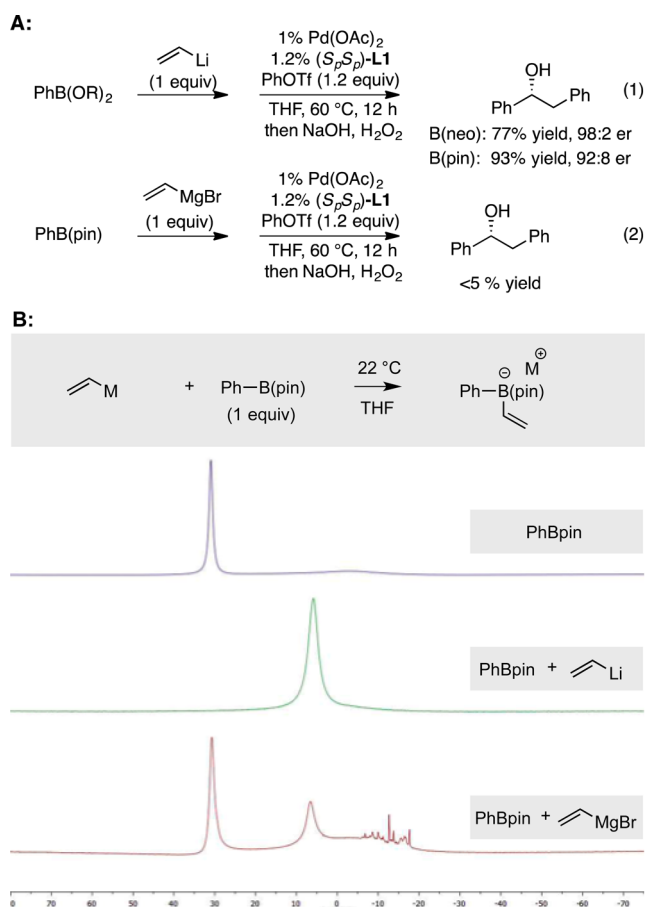 A:
Li
(1 equiv)
PhB(OR)2
1% Pd(OAc)2
1.2% (SpSp)-L1
PhOTf (1.2 equiv)
THF, 60 °C, 12 h
then NaOH, H2O2
OH
Ph
Ph
(1)
B(neo): 77% yield, 98:2 er
B(pin): 93% yield, 92:8 er
MgBr
(1 equiv)
PhB(pin)
1% Pd(OAc)2
1.2% (SpSp)-L1
PhOTf (1.2 equiv)
THF, 60 °C, 12 h
then NaOH, H2O2
OH
Ph
Ph
(2)
<5 % yield
B:
M
+
Ph B(pin)
(1 equiv)
22 °C
THF
M
⊕
⊖
Ph B(pin)
PhBpin
PhBpin + Li
PhBpin + MgBr
0 70 60 50 40 30 20 10 0 -10 -20 -30 -40 -50 -60 -70